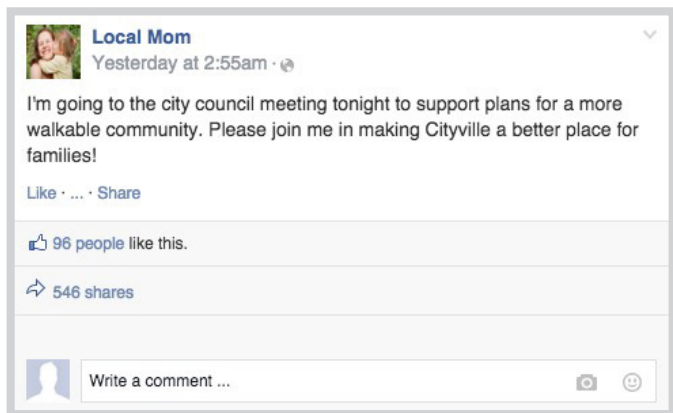 Local Mom
Yesterday at 2:55am ·
I'm going to the city council meeting tonight to support plans for a more
walkable community. Please join me in making Cityville a better place for
families!
Like · ... · Share
96 people like this.
546 shares
Write a comment ...